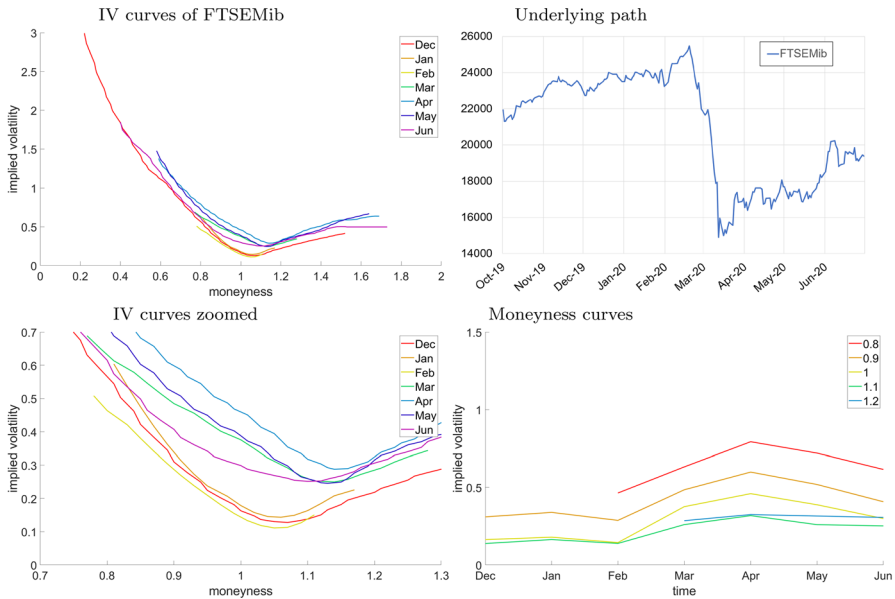 IV curves of FTSEMib
3
2.5
2
1.5
1
0.5
0
implied volatility
0 0.2 0.4 0.6 0.8 1 1.2 1.4 1.6 1.8 2
moneyness
Dec
Jan
Feb
Mar
Apr
May
Jun
Underlying path
26000
24000
22000
20000
18000
16000
14000
FTSEMib
Oct-19 Nov-19 Dec-19 Jan-20 Feb-20 Mar-20 Apr-20 May-20 Jun-20
IV curves zoomed
0.7
0.6
0.5
0.4
0.3
0.2
0.1
0
implied volatility
0.7 0.8 0.9 1 1.1 1.2 1.3
moneyness
Dec
Jan
Feb
Mar
Apr
May
Jun
Moneyness curves
1.5
1
0.5
0
implied volatility
Dec Jan Feb Mar Apr May Jun
time
0.8
0.9
1
1.1
1.2